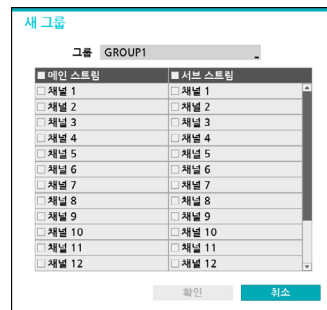 새 그룹
그룹 GROUP1
메인 스트림 서브 스트림
채널 1 채널 1
채널 2 채널 2
채널 3 채널 3
채널 4 채널 4
채널 5 채널 5
채널 6 채널 6
채널 7 채널 7
채널 8 채널 8
채널 9 채널 9
채널 10 채널 10
채널 11 채널 11
채널 12 채널 12
확인 취소